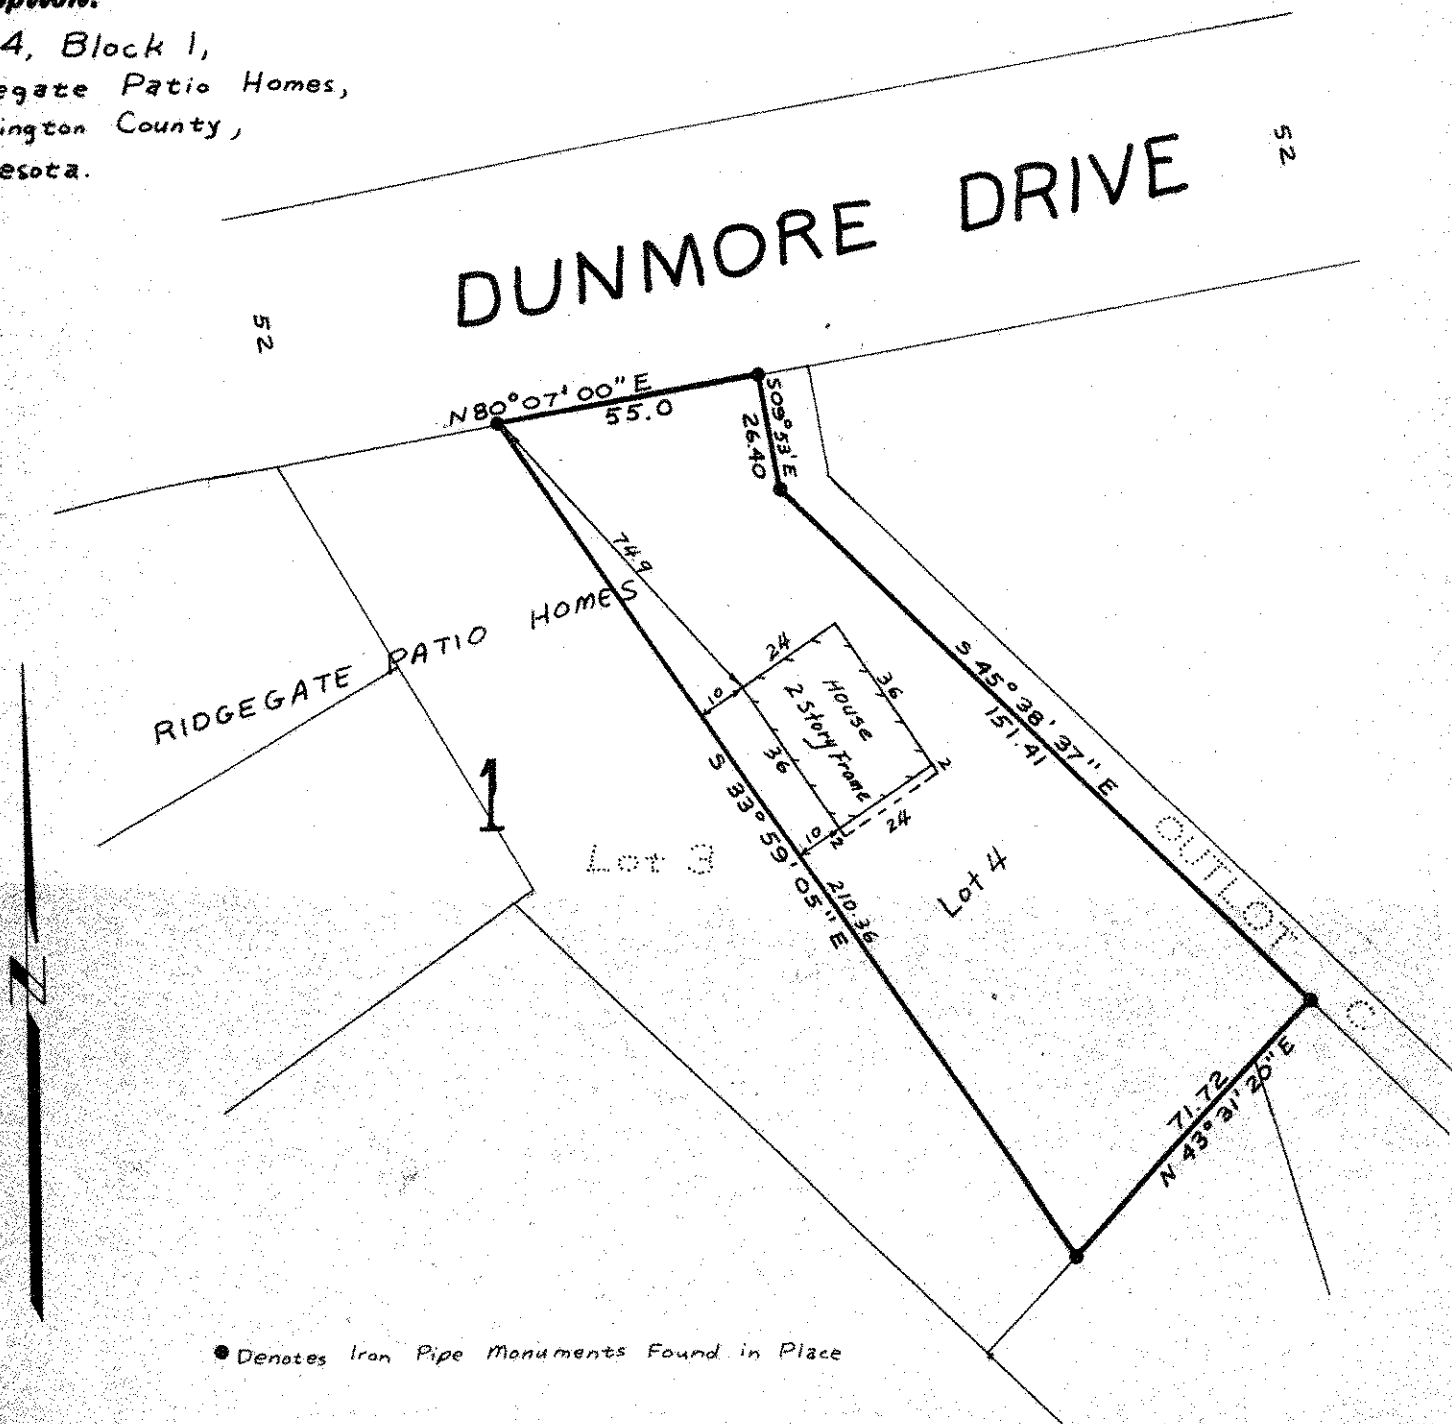 4, Block 1,
egate Patio Homes,
ington County,
esota.
52
DUNMORE DRIVE
52
N 80° 07' 00" E
55.0
S 09° 53' E
26.40
74.9
RIDGEGATE PATIO HOMES
24
10
36
HOUSE
2 Story Frame
36
2
24
10
2
S 45° 38' 37" E
151.41
1
Lot 3
S 33° 59' 05" E
210.36
Lot 4
OUTLOT C
N
71.72
N 43° 31' 20" E
● Denotes Iron Pipe Monuments Found in Place